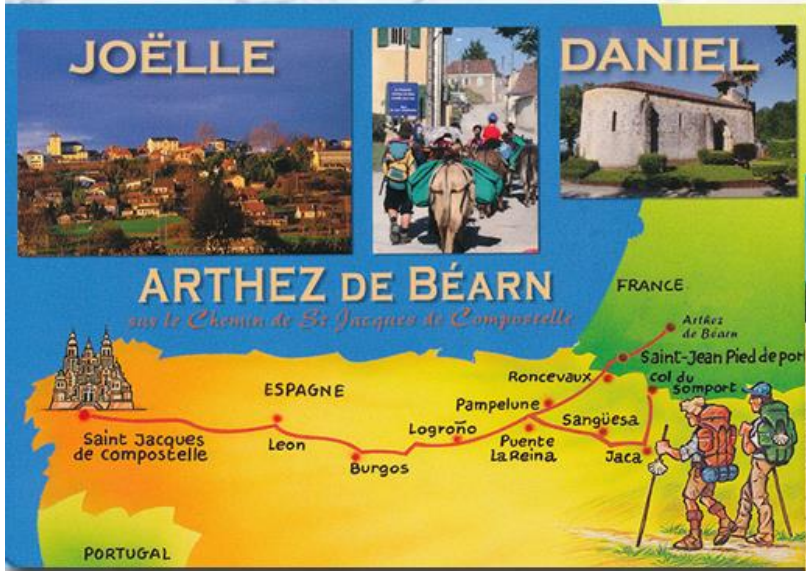 JOËLLE
DANIEL
ARTHEZ DE BÉARN
sur le Chemin de St Jacques de Compostelle
FRANCE
Arthez
de Béarn
Saint-Jean Pied de por
Roncevaux
col du
somport
ESPAGNE
Pampelune
Sangüesa
Logroño
Puente
La Reina
Jaca
Leon
Burgos
Saint Jacques
de compostelle
PORTUGAL